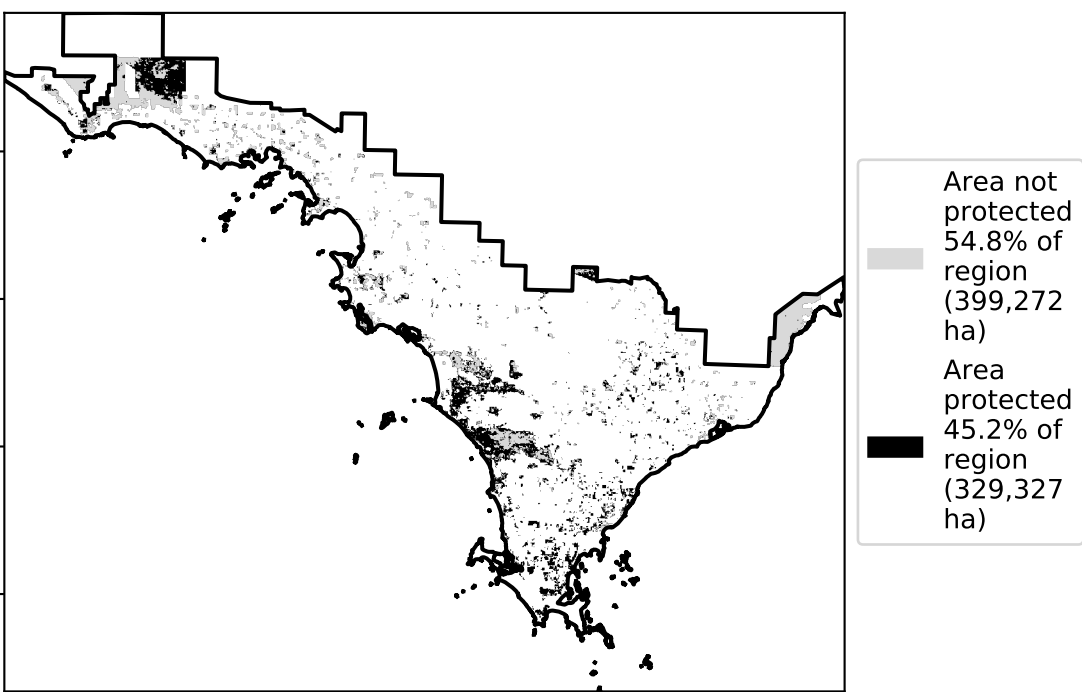 Area not
protected
54.8% of
region
(399,272
ha)
Area
protected
45.2% of
region
(329,327
ha)